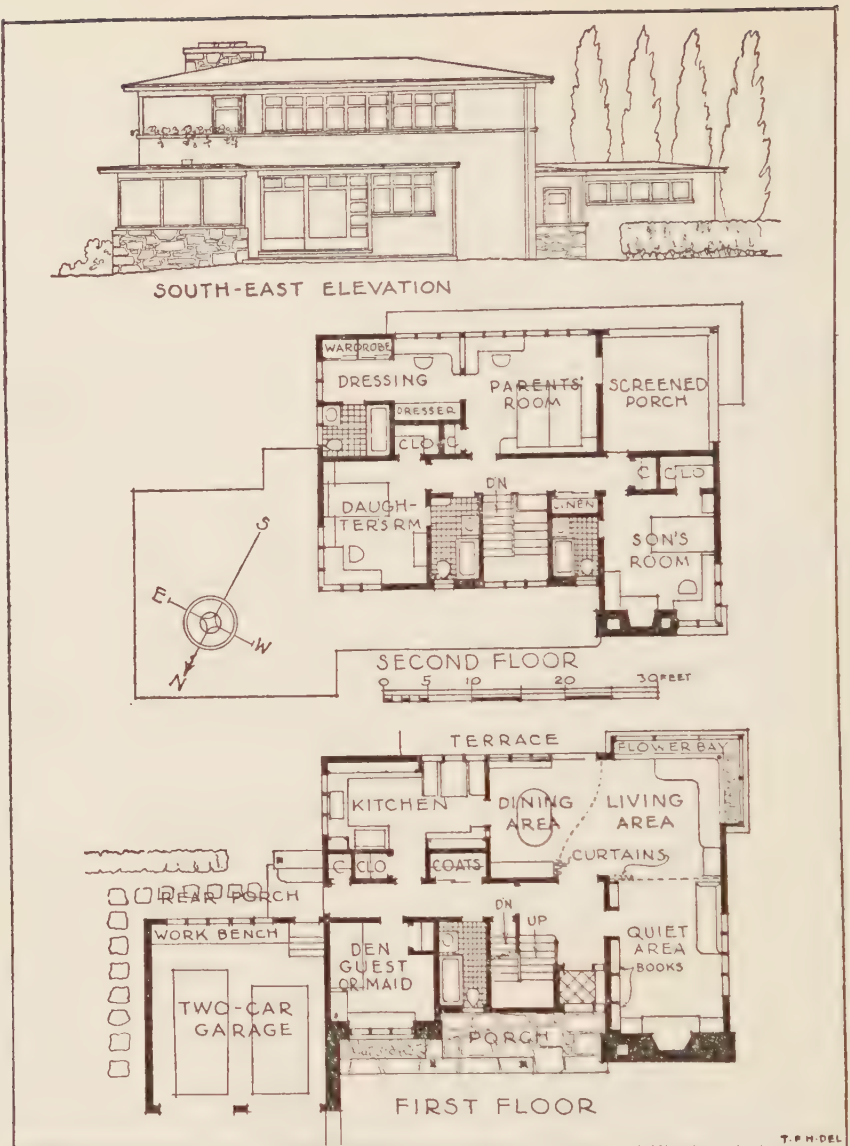 SOUTH-EAST ELEVATION
WARDROBE
DRESSING
DRESSER
PARENTS'
ROOM
SCREENED
PORCH
CLO
C
C
CLO
DN
DAUGH-
TER'S RM
LINEN
SON'S
ROOM
S
E
W
N
SECOND FLOOR
0 5 10 20 30 FEET
TERRACE
FLOWER BAY
KITCHEN
DINING
AREA
LIVING
AREA
CURTAINS
C
CLO
COATS
REAR PORCH
WORK BENCH
DN
UP
DEN
GUEST
OR MAID
QUIET
AREA
BOOKS
TWO-CAR
GARAGE
PORCH
FIRST FLOOR
T.P.H.DEL